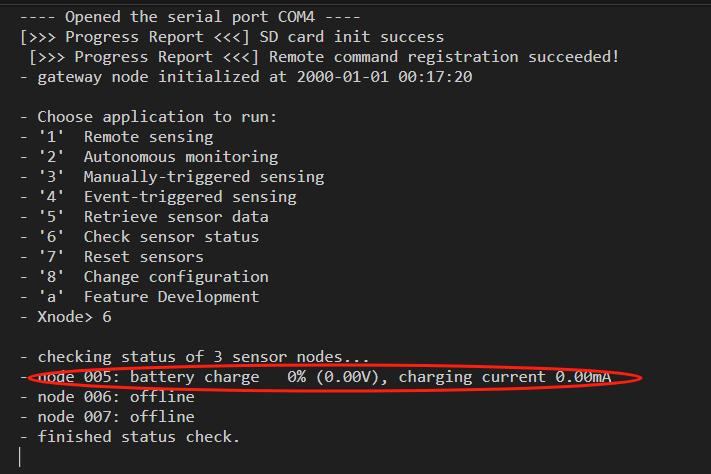 ---- Opened the serial port COM4 ----
[>>> Progress Report <<<] SD card init success
[>>> Progress Report <<<] Remote command registration succeeded!
- gateway node initialized at 2000-01-01 00:17:20
- Choose application to run:
- '1' Remote sensing
- '2' Autonomous monitoring
- '3' Manually-triggered sensing
- '4' Event-triggered sensing
- '5' Retrieve sensor data
- '6' Check sensor status
- '7' Reset sensors
- '8' Change configuration
- 'a' Feature Development
- Xnode> 6
- checking status of 3 sensor nodes...
- node 005: battery charge 0% (0.00V), charging current 0.00mA
- node 006: offline
- node 007: offline
- finished status check.